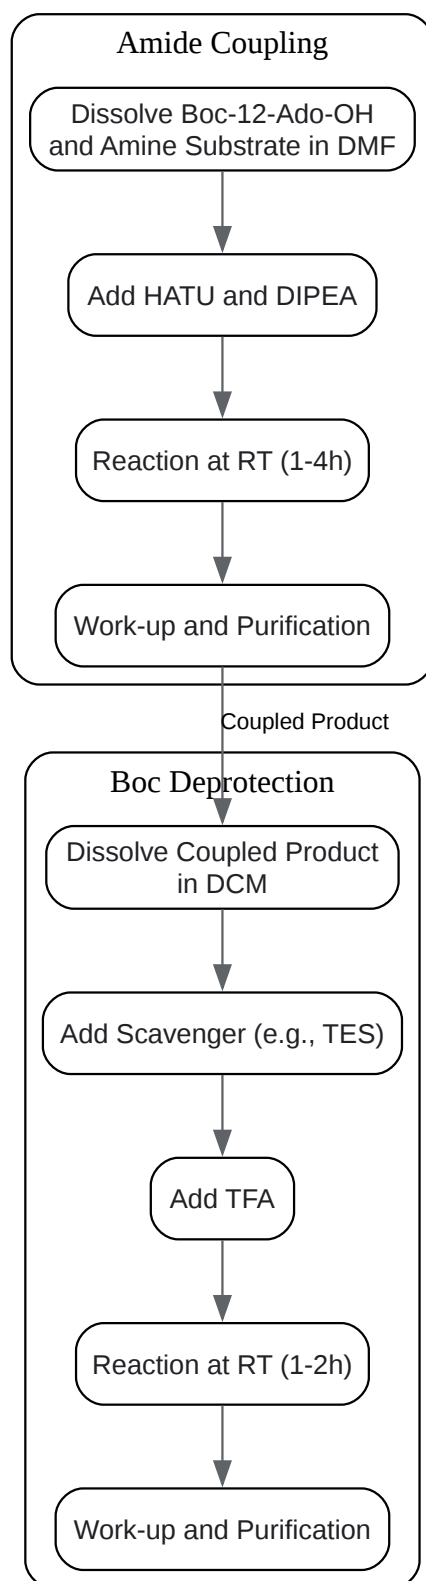 Amide Coupling
Dissolve Boc-12-Ado-OH
and Amine Substrate in DMF
Add HATU and DIPEA
Reaction at RT (1-4h)
Work-up and Purification
Coupled Product
Boc Deprotection
Dissolve Coupled Product
in DCM
Add Scavenger (e.g., TES)
Add TFA
Reaction at RT (1-2h)
Work-up and Purification